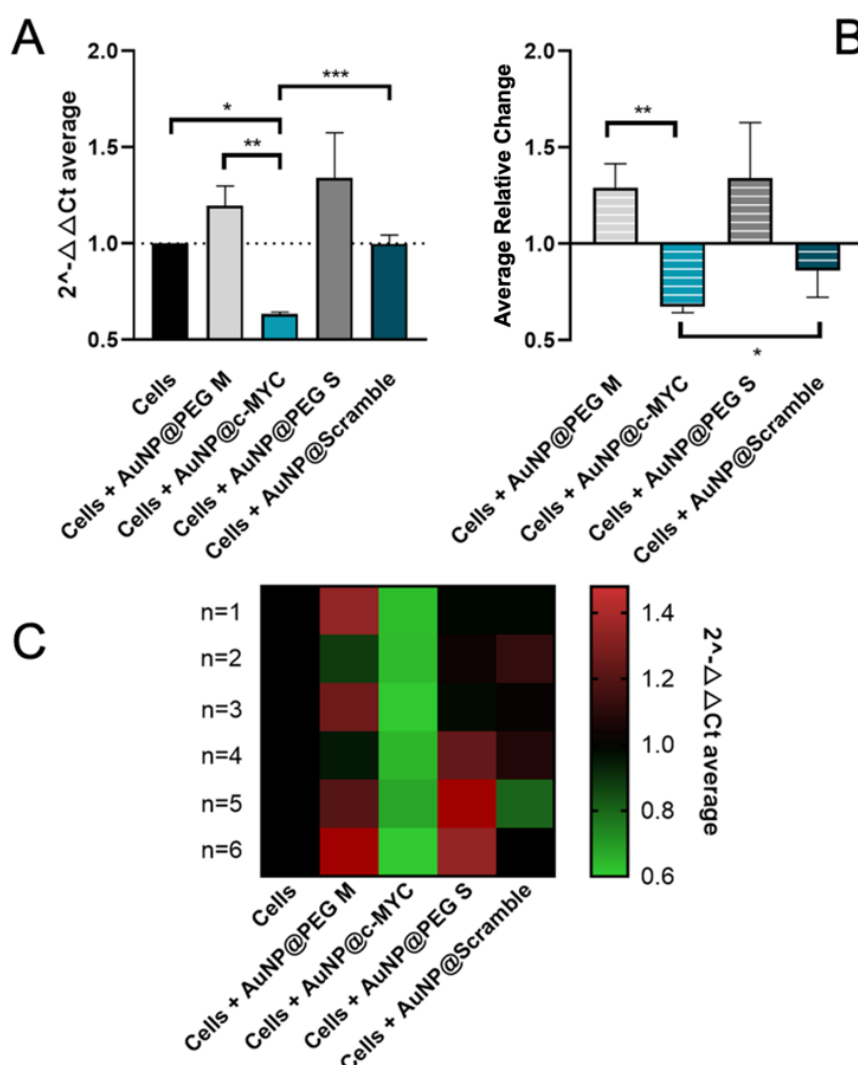 A
2^-△△Ct average
2.0
1.5
1.0
0.5
*
**
***
Cells
Cells + AuNP@PEG M
Cells + AuNP@c-MYC
Cells + AuNP@PEG S
Cells + AuNP@Scramble
B
Average Relative Change
2.0
1.5
1.0
0.5
**
*
Cells + AuNP@PEG M
Cells + AuNP@c-MYC
Cells + AuNP@PEG S
Cells + AuNP@Scramble
C
n=1
n=2
n=3
n=4
n=5
n=6
Cells
Cells + AuNP@PEG M
Cells + AuNP@c-MYC
Cells + AuNP@PEG S
Cells + AuNP@Scramble
1.4
1.2
1.0
0.8
0.6
2^-△△Ct average